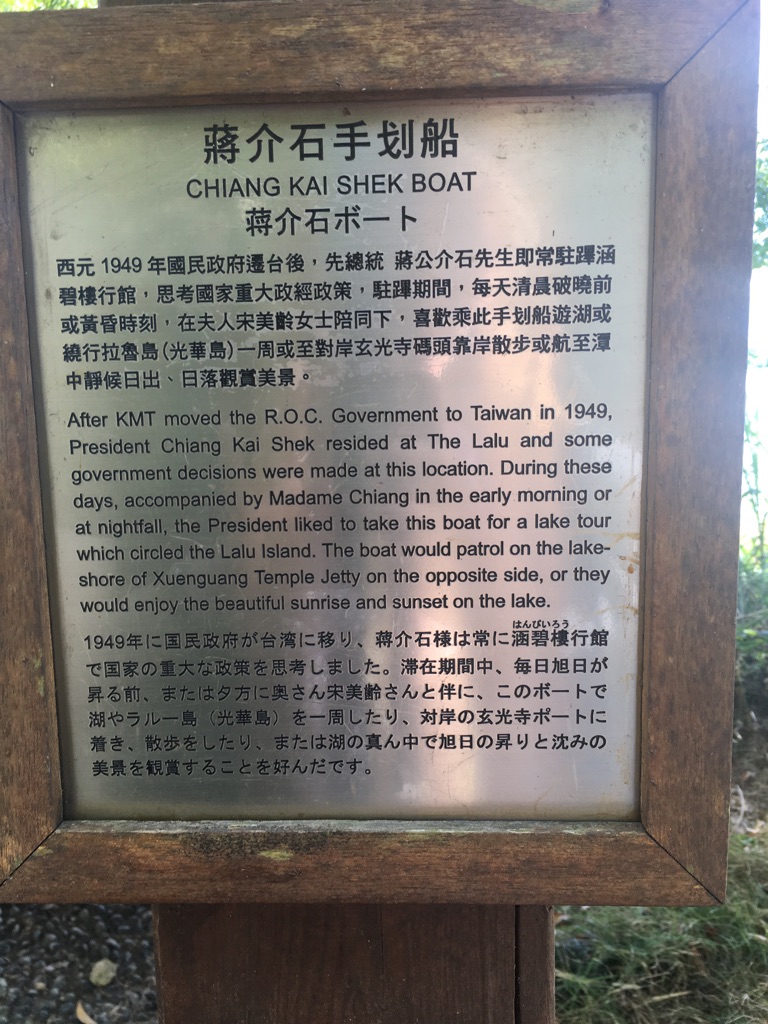 蔣介石手划船
CHIANG KAI SHEK BOAT
蒋介石ボート
西元 1949 年國民政府遷台後，先總統 蔣公介石先生即常駐蹕涵
碧樓行館，思考國家重大政經政策，駐蹕期間，每天清晨破曉前
或黃昏時刻，在夫人宋美齡女士陪同下，喜歡乘此手划船遊湖或
繞行拉魯島(光華島)一周或至對岸玄光寺碼頭靠岸散步或航至潭
中靜候日出、日落觀賞美景。
After KMT moved the R.O.C. Government to Taiwan in 1949,
President Chiang Kai Shek resided at The Lalu and some
government decisions were made at this location. During these
days, accompanied by Madame Chiang in the early morning or
at nightfall, the President liked to take this boat for a lake tour
which circled the Lalu Island. The boat would patrol on the lake-
shore of Xuenguang Temple Jetty on the opposite side, or they
would enjoy the beautiful sunrise and sunset on the lake.
はんぴいろう
1949年に国民政府が台湾に移り、蒋介石様は常に涵碧樓行館
で国家の重大な政策を思考しました。滞在期間中、毎日旭日が
昇る前、または夕方に奥さん宋美齢さんと伴に、このボートで
湖やラルー島（光華島）を一周したり、対岸の玄光寺ポートに
着き、散歩をしたり、または湖の真ん中で旭日の昇りと沈みの
美景を観賞することを好んだです。